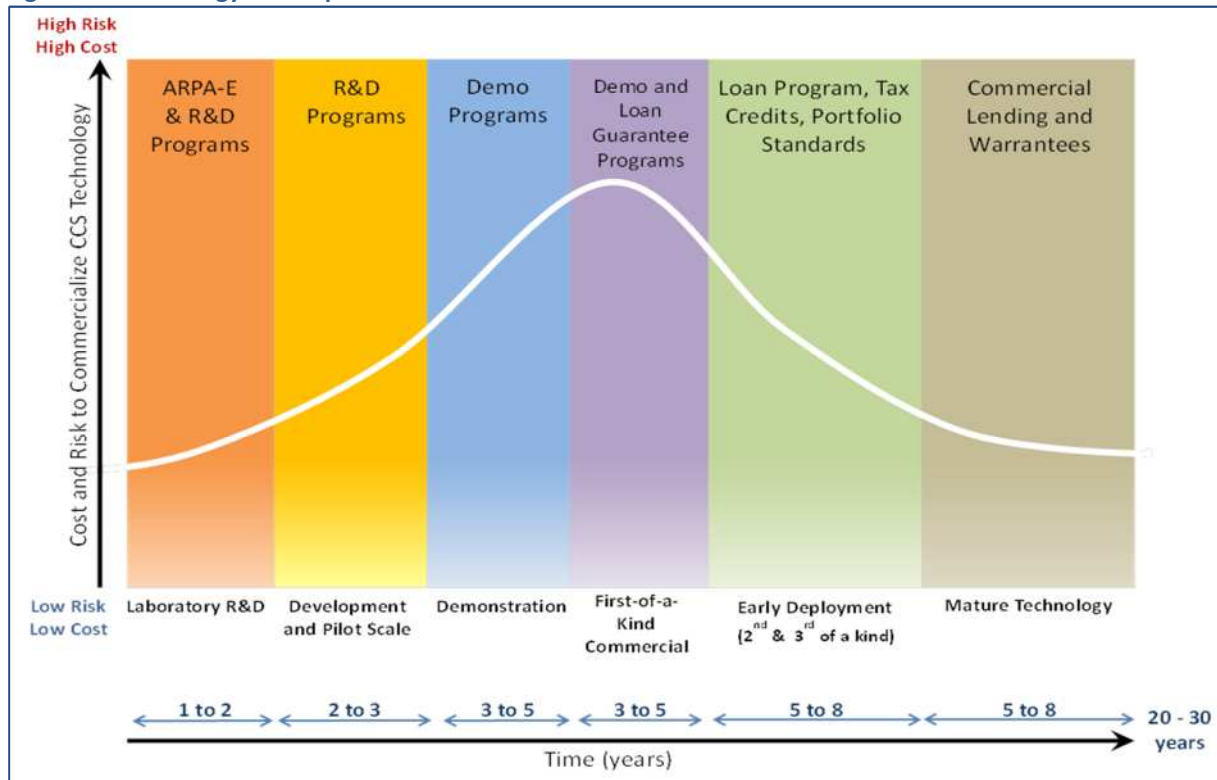 High Risk
High Cost
Cost and Risk to Commercialize CCS Technology
ARPA-E
& R&D
Programs
R&D
Programs
Demo
Programs
Demo and
Loan
Guarantee
Programs
Loan Program, Tax
Credits, Portfolio
Standards
Commercial
Lending and
Warrantees
Low Risk
Low Cost
Laboratory R&D
Development
and Pilot Scale
Demonstration
First-of-a-
Kind
Commercial
Early Deployment
(2nd & 3rd of a kind)
Mature Technology
1 to 2
2 to 3
3 to 5
3 to 5
5 to 8
5 to 8
20 - 30
years
Time (years)